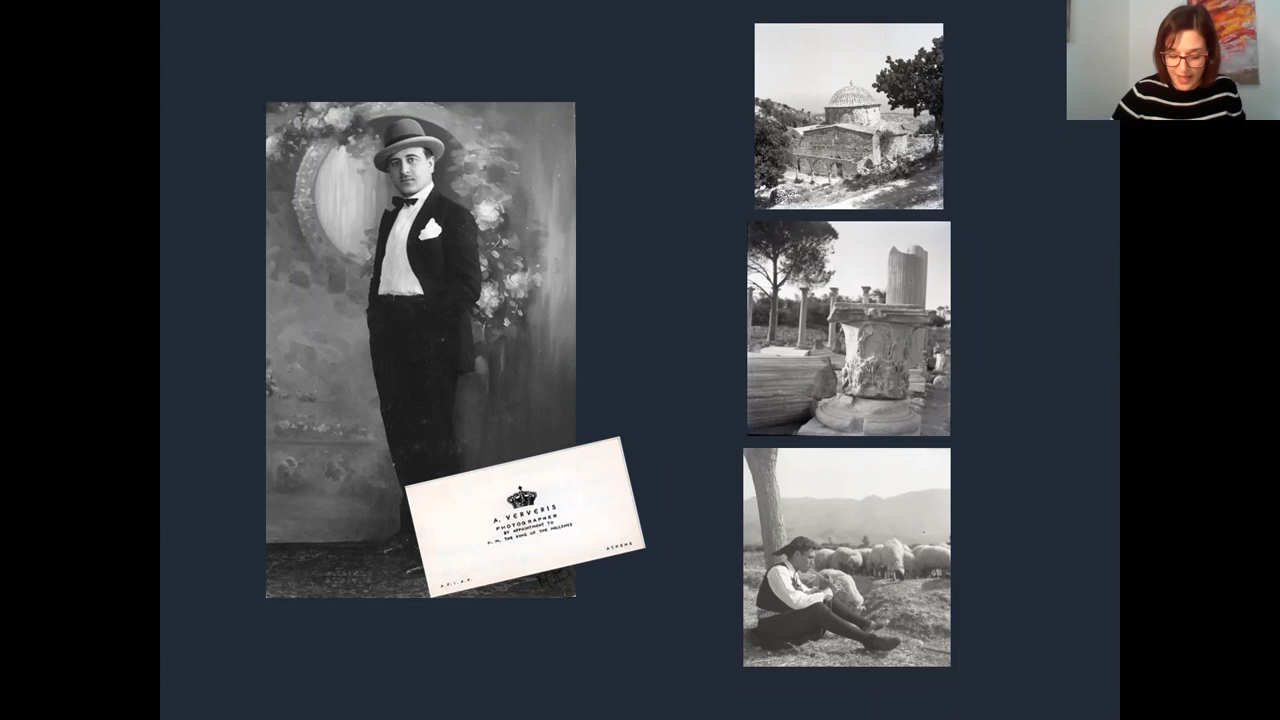 A. VERVERIS
PHOTOGRAPHER
BY APPOINTMENT TO
H. M. THE KING OF THE HELLENES
ATHENS
A.F.I.A.P.